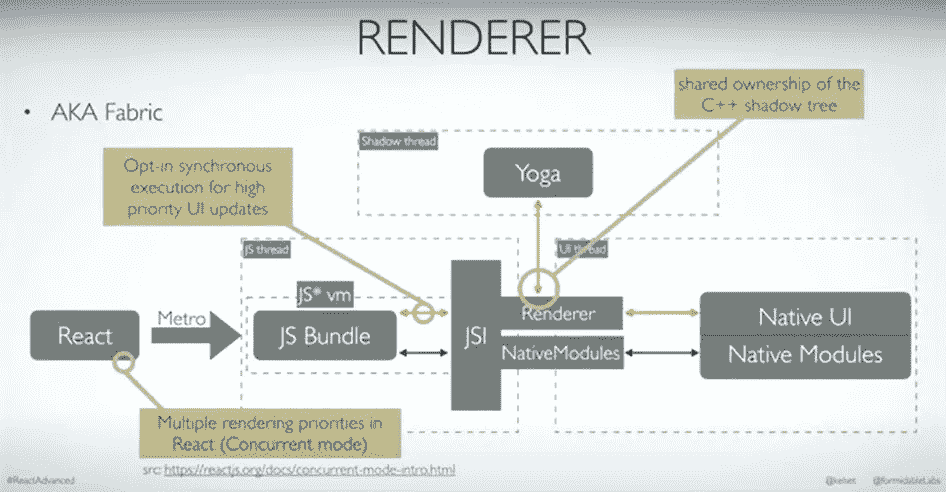 RENDERER
• AKA Fabric
shared ownership of the
C++ shadow tree
Shadow thread
Yoga
Opt-in synchronous
execution for high
priority UI updates
JS thread
UI thread
JS* vm
React
Metro
JS Bundle
JSI
Renderer
NativeModules
Native UI
Native Modules
Multiple rendering priorities in
React (Concurrent mode)
src: https://reactjs.org/docs/concurrent-mode-intro.html
#ReactAdvanced
@kelset @formidableLabs